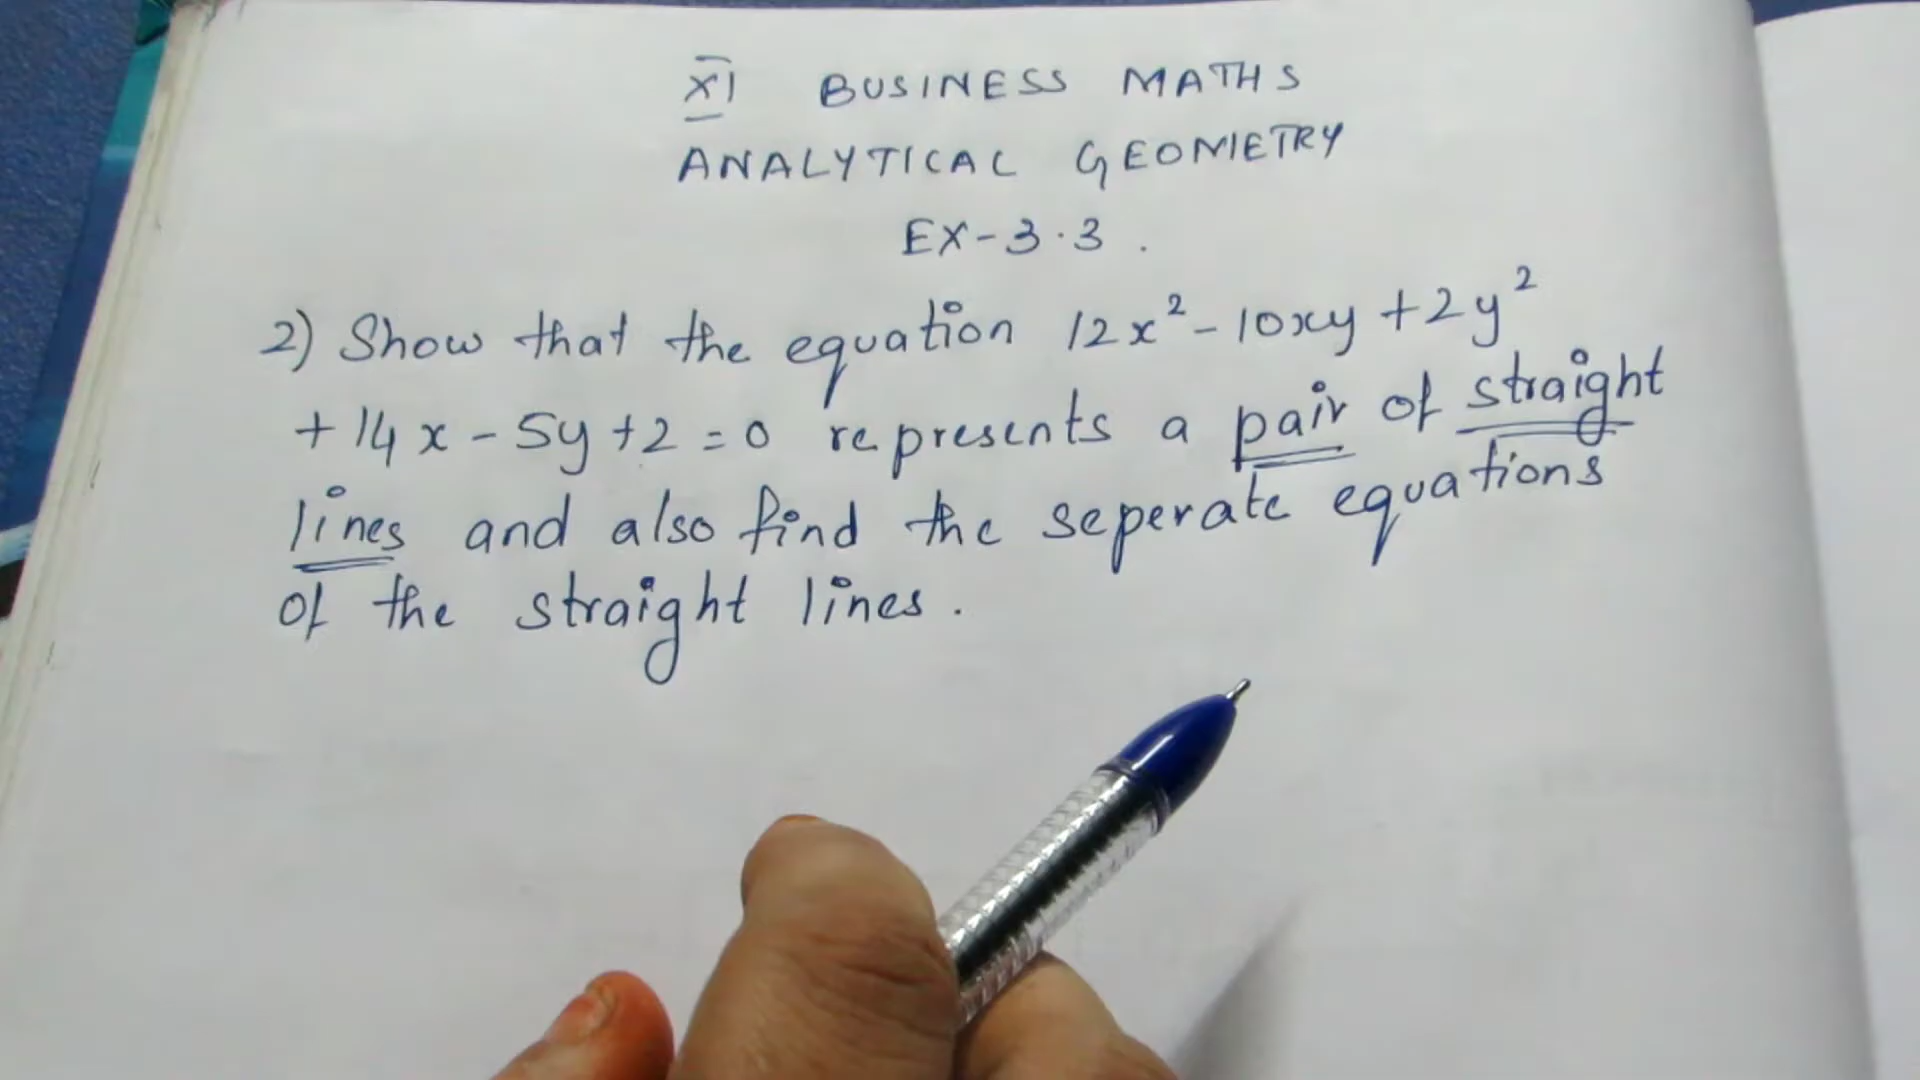 XI BUSINESS MATHS
ANALYTICAL GEOMETRY
EX-3.3.
2) Show that the equation 12x² - 10xy + 2y²
+ 14x - 5y + 2 = 0 represents a pair of straight
lines and also find the seperate equations
of the straight lines.